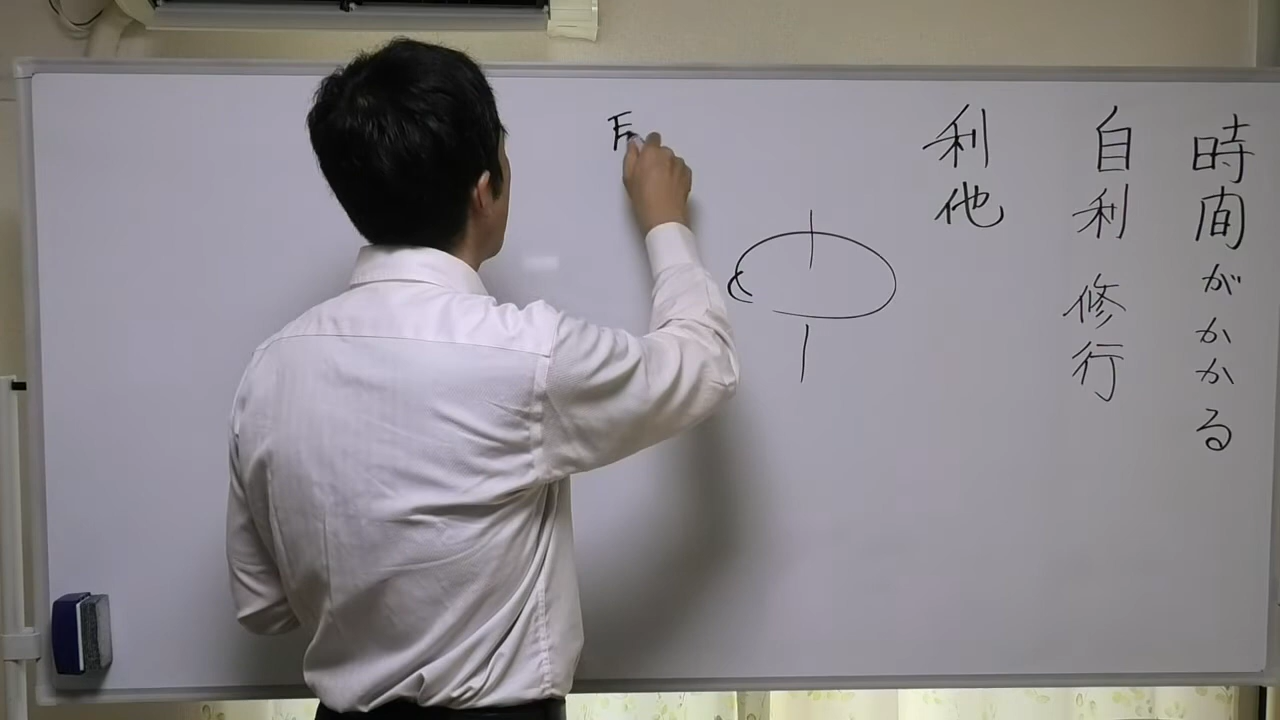 時間がかかる
自利 修行
利他